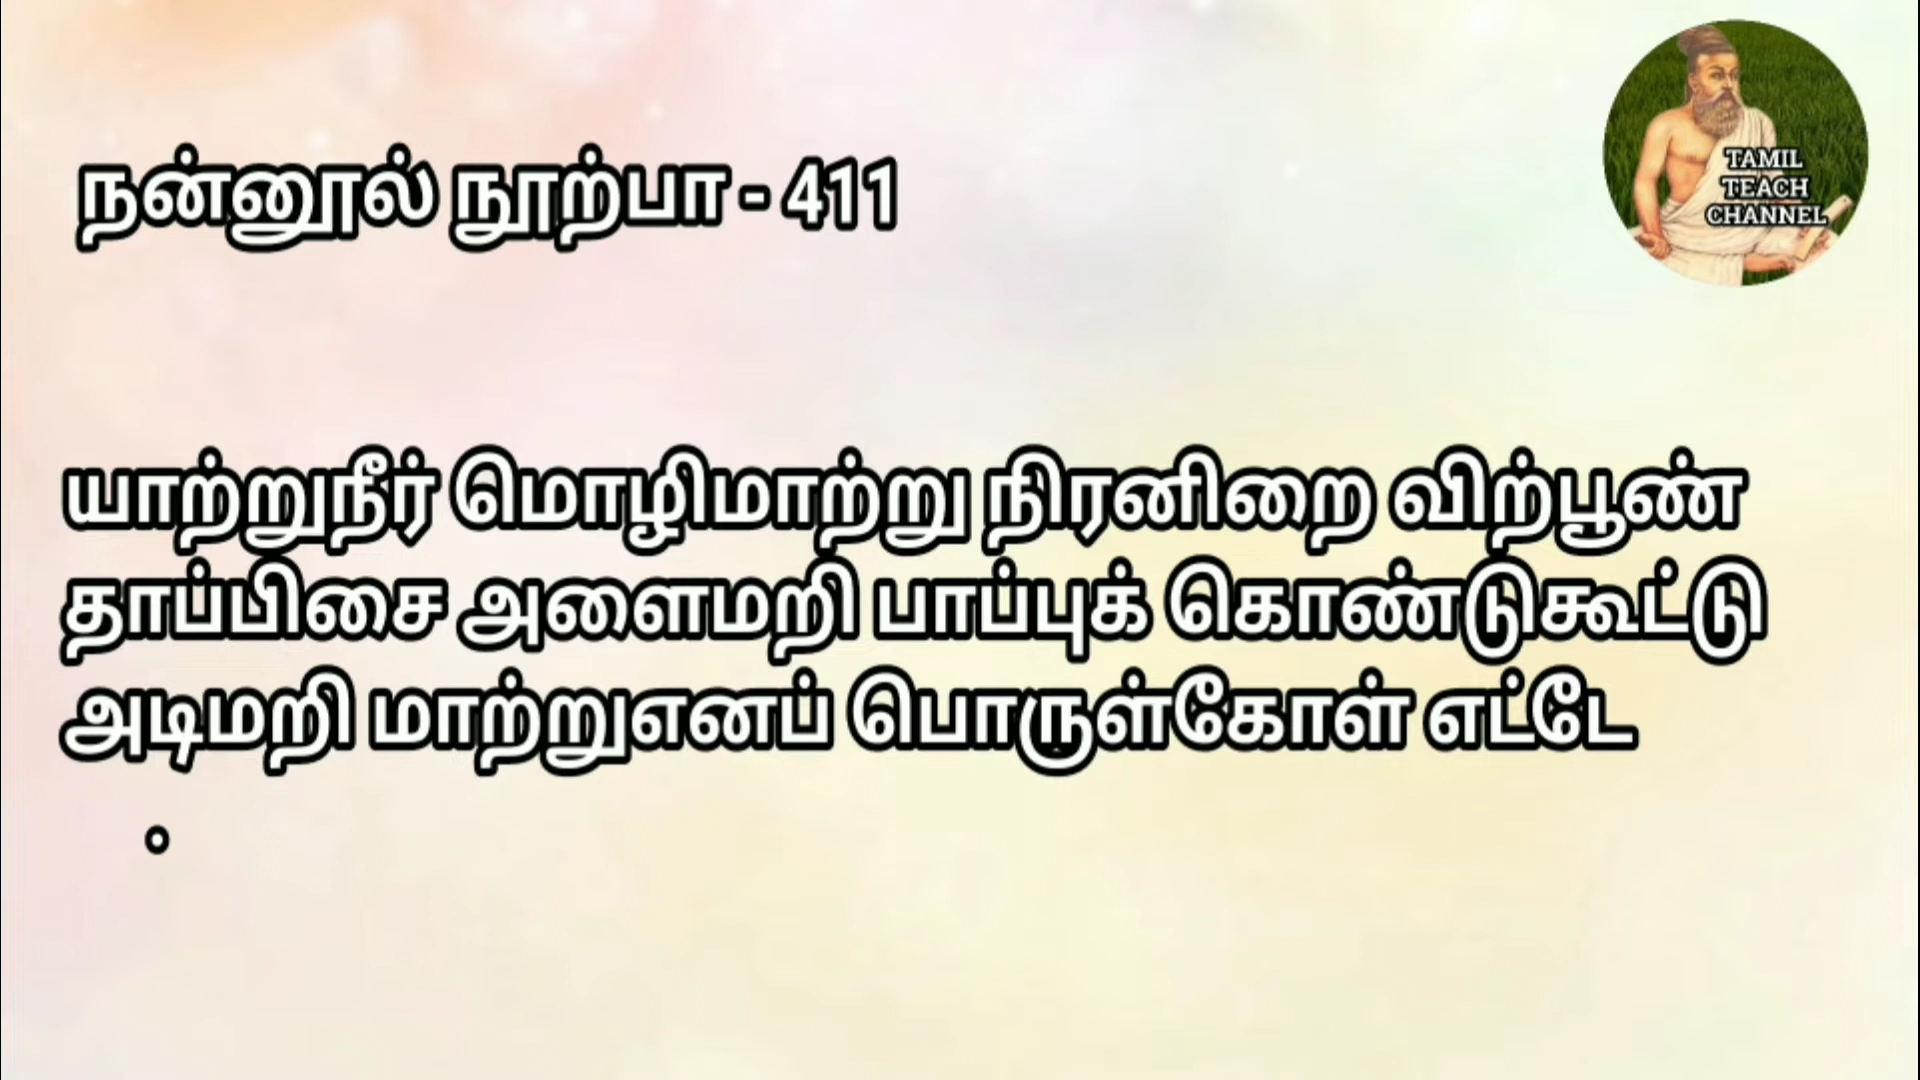 நன்னூல் நூற்பா - 411
TAMIL
TEACH
CHANNEL
யாற்றுநீர் மொழிமாற்று நிரனிறை விற்பூண்
தாப்பிசை அளைமறி பாப்புக் கொண்டுகூட்டு
அடிமறி மாற்றுஎனப் பொருள்கோள் எட்டே
.